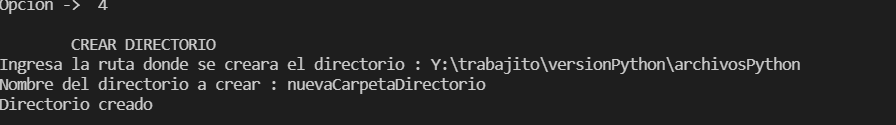 Opcion -> 4
CREAR DIRECTORIO
Ingresa la ruta donde se creara el directorio : Y:\trabajito\versionPython\archivosPython
Nombre del directorio a crear : nuevaCarpetaDirectorio
Directorio creado